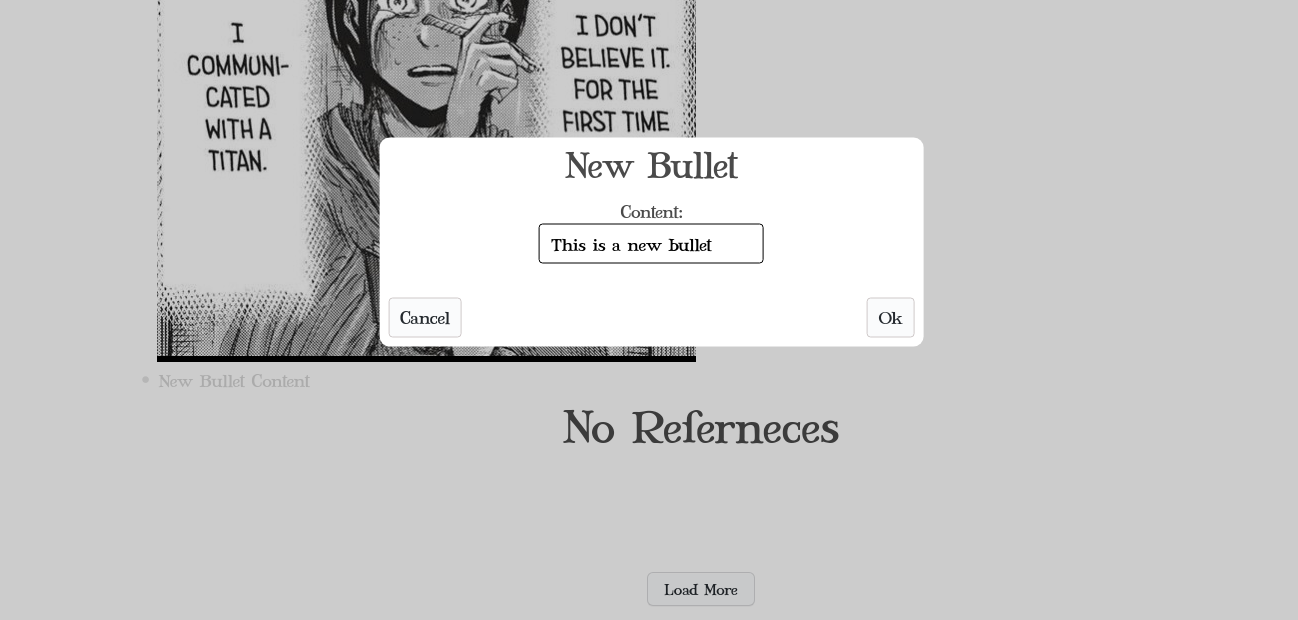 I
COMMUNI-
CATED
WITH A
TITAN.
I DON'T
BELIEVE IT.
FOR THE
FIRST TIME
New Bullet
Content:
This is a new bullet
Cancel
Ok
New Bullet Content
No Referneces
Load More